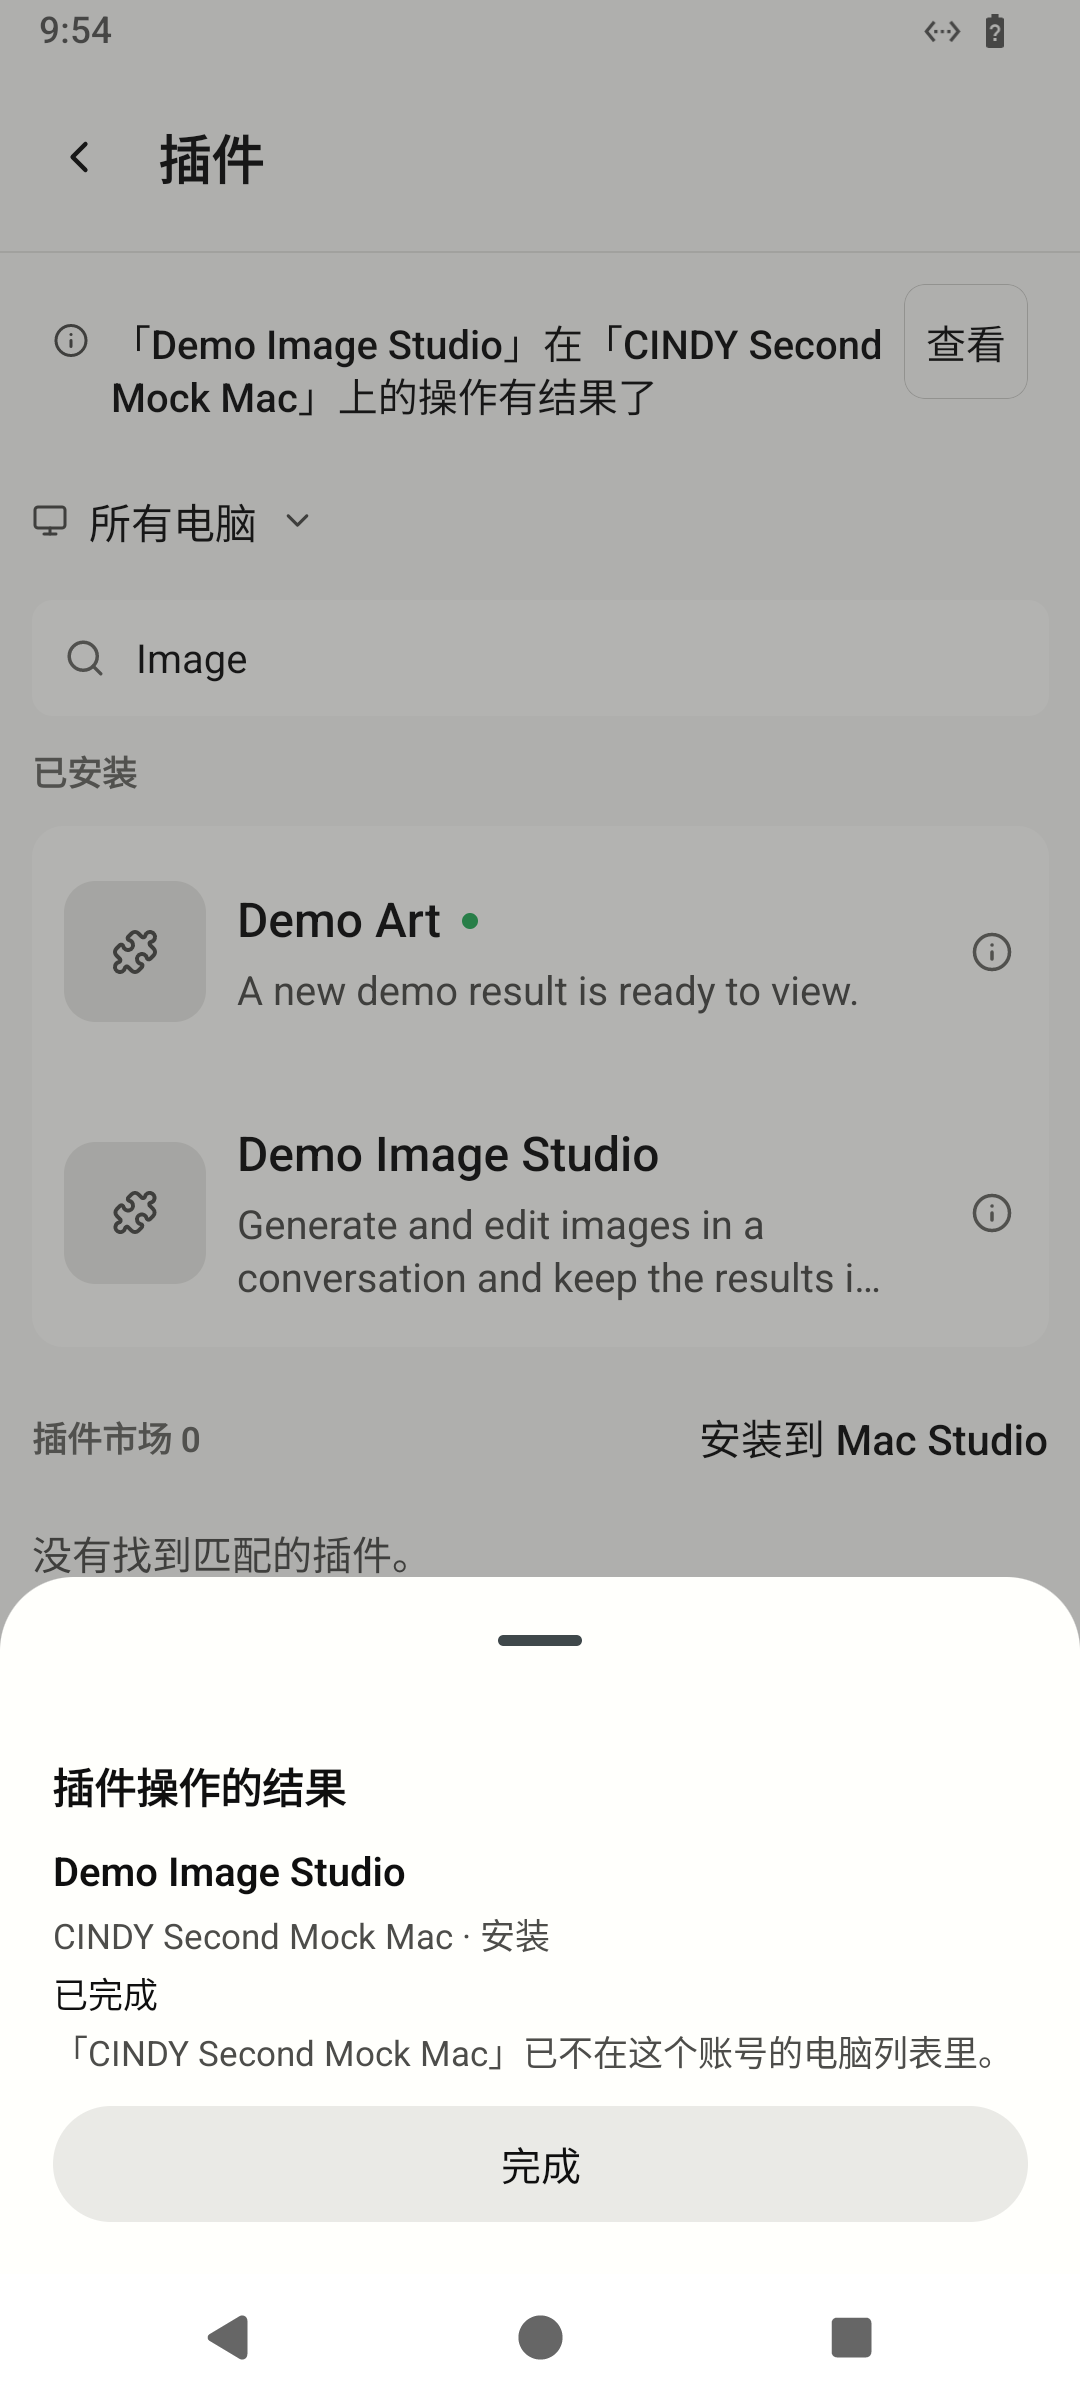 9:54
插件
「Demo Image Studio」在「CINDY Second
Mock Mac」上的操作有结果了
查看
所有电脑
Image
已安装
Demo Art
A new demo result is ready to view.
Demo Image Studio
Generate and edit images in a
conversation and keep the results i…
插件市场 0
安装到 Mac Studio
没有找到匹配的插件。
插件操作的结果
Demo Image Studio
CINDY Second Mock Mac · 安装
已完成
「CINDY Second Mock Mac」已不在这个账号的电脑列表里。
完成